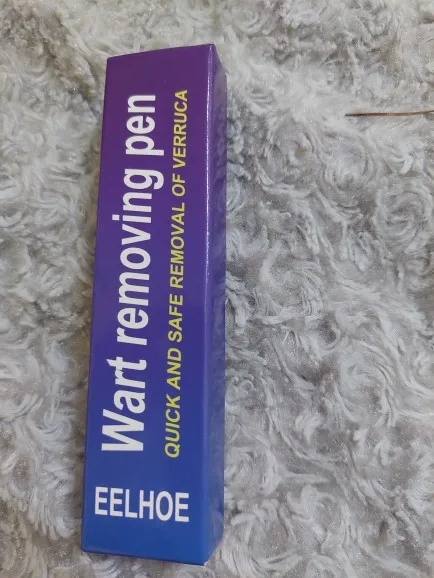 Wart removing pen
QUICK AND SAFE REMOVAL OF VERRUCA
EELHOE